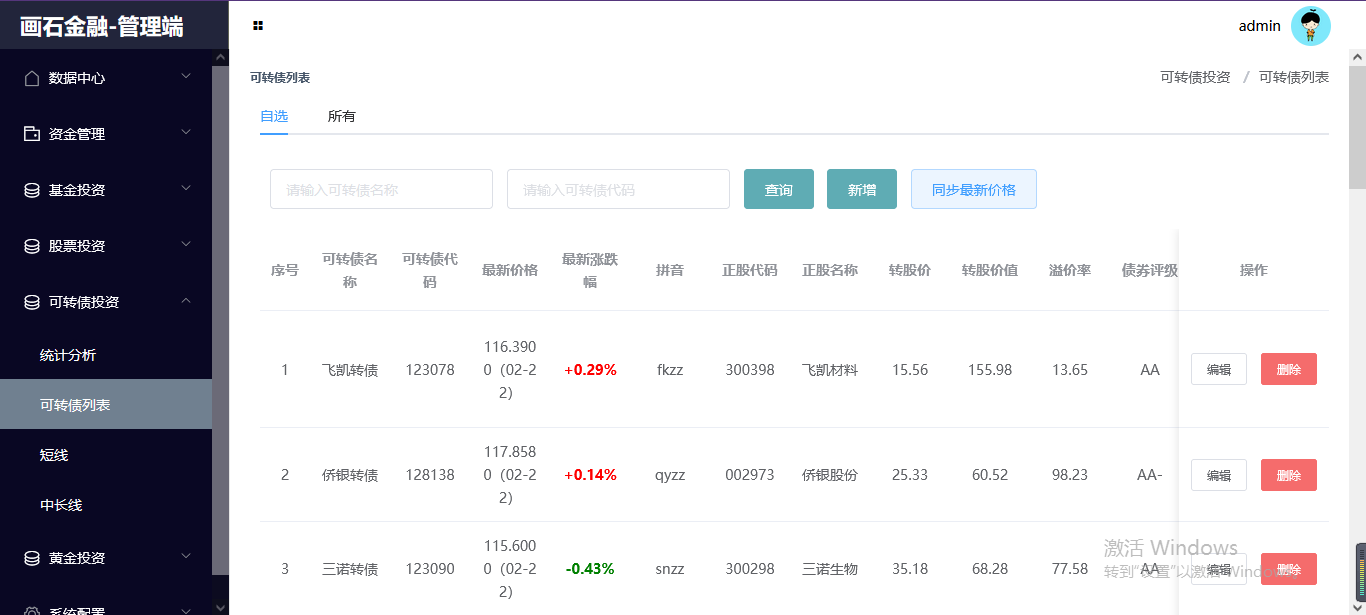 画石金融-管理端
admin
数据中心
资金管理
基金投资
股票投资
可转债投资
统计分析
可转债列表
短线
中长线
黄金投资
系统配置
可转债列表
可转债投资 / 可转债列表
自选 所有
请输入可转债名称 请输入可转债代码 查询 新增 同步最新价格
序号 可转债名称 可转债代码 最新价格 最新涨跌幅 拼音 正股代码 正股名称 转股价 转股价值 溢价率 债券评级 操作
1 飞凯转债 123078 116.3900（02-22） +0.29% fkzz 300398 飞凯材料 15.56 155.98 13.65 AA 编辑 删除
2 侨银转债 128138 117.8580（02-22） +0.14% qyzz 002973 侨银股份 25.33 60.52 98.23 AA- 编辑 删除
3 三诺转债 123090 115.6000（02-22） -0.43% snzz 300298 三诺生物 35.18 68.28 77.58 AA 编辑 删除
激活 Windows
转到"设置"以激活 Windows。